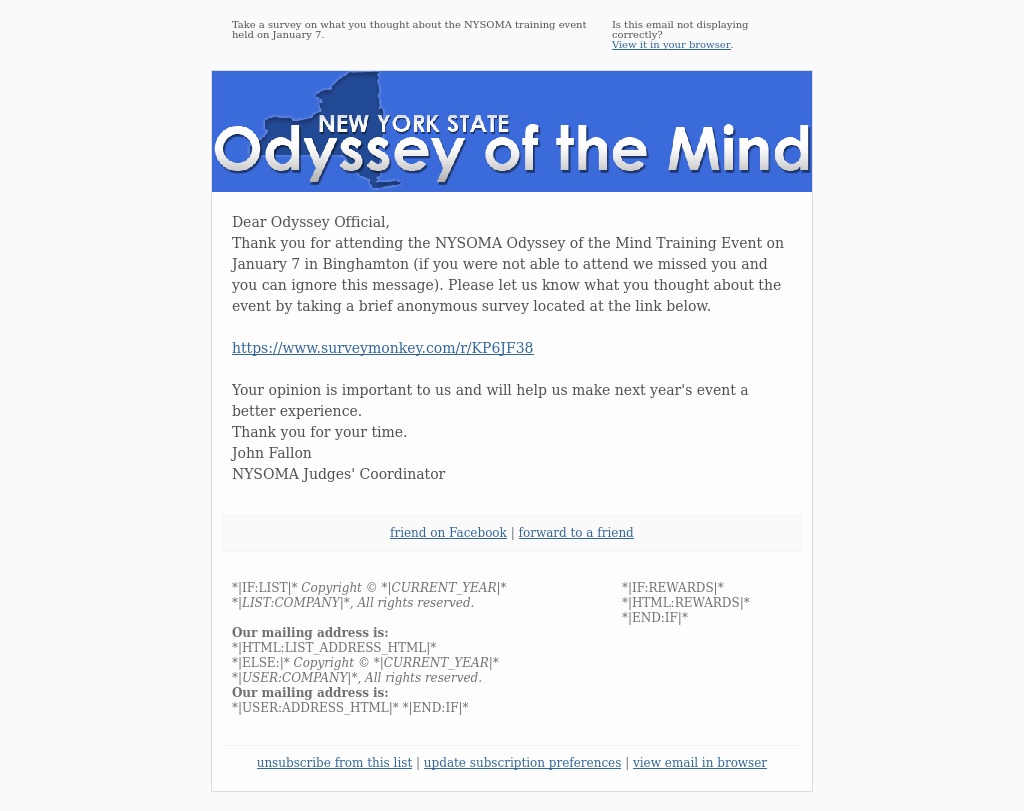 Take a survey on what you thought about the NYSOMA training event
held on January 7.
Is this email not displaying
correctly?
View it in your browser.
NEW YORK STATE
Odyssey of the Mind
Dear Odyssey Official,
Thank you for attending the NYSOMA Odyssey of the Mind Training Event on
January 7 in Binghamton (if you were not able to attend we missed you and
you can ignore this message). Please let us know what you thought about the
event by taking a brief anonymous survey located at the link below.
https://www.surveymonkey.com/r/KP6JF38
Your opinion is important to us and will help us make next year's event a
better experience.
Thank you for your time.
John Fallon
NYSOMA Judges' Coordinator
friend on Facebook | forward to a friend
*|IF:LIST|* Copyright © *|CURRENT_YEAR|*
*|LIST:COMPANY|*, All rights reserved.
Our mailing address is:
*|HTML:LIST_ADDRESS_HTML|*
*|ELSE:|* Copyright © *|CURRENT_YEAR|*
*|USER:COMPANY|*, All rights reserved.
Our mailing address is:
*|USER:ADDRESS_HTML|* *|END:IF|*
*|IF:REWARDS|*
*|HTML:REWARDS|*
*|END:IF|*
unsubscribe from this list | update subscription preferences | view email in browser